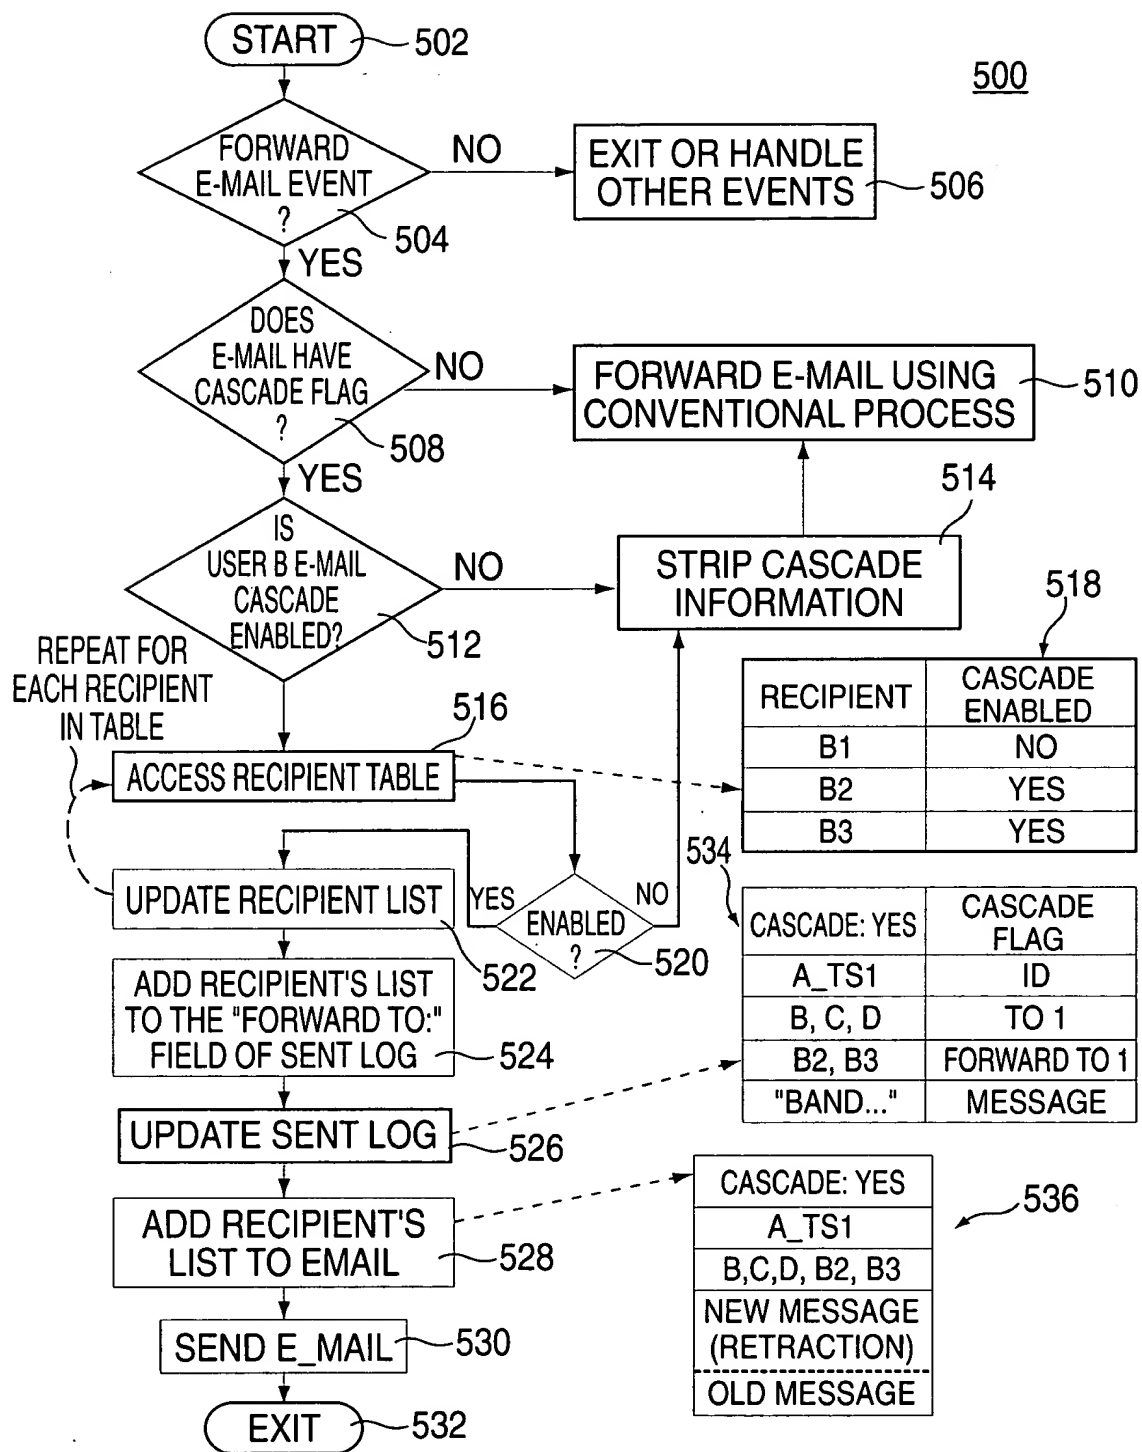 START
502
500
FORWARD
E-MAIL EVENT
?
504
NO
EXIT OR HANDLE
OTHER EVENTS
506
YES
DOES
E-MAIL HAVE
CASCADE FLAG
?
508
NO
FORWARD E-MAIL USING
CONVENTIONAL PROCESS
510
YES
IS
USER B E-MAIL
CASCADE
ENABLED?
512
NO
STRIP CASCADE
INFORMATION
514
REPEAT FOR
EACH RECIPIENT
IN TABLE
ACCESS RECIPIENT TABLE
516
518
RECIPIENT CASCADE ENABLED
B1 NO
B2 YES
B3 YES
UPDATE RECIPIENT LIST
522
YES
ENABLED
?
520
NO
534
CASCADE: YES CASCADE FLAG
A_TS1 ID
B, C, D TO 1
B2, B3 FORWARD TO 1
"BAND..." MESSAGE
ADD RECIPIENT'S LIST
TO THE "FORWARD TO:"
FIELD OF SENT LOG
524
UPDATE SENT LOG
526
ADD RECIPIENT'S
LIST TO EMAIL
528
CASCADE: YES
A_TS1
B,C,D, B2, B3
NEW MESSAGE
(RETRACTION)
OLD MESSAGE
536
SEND E_MAIL
530
EXIT
532